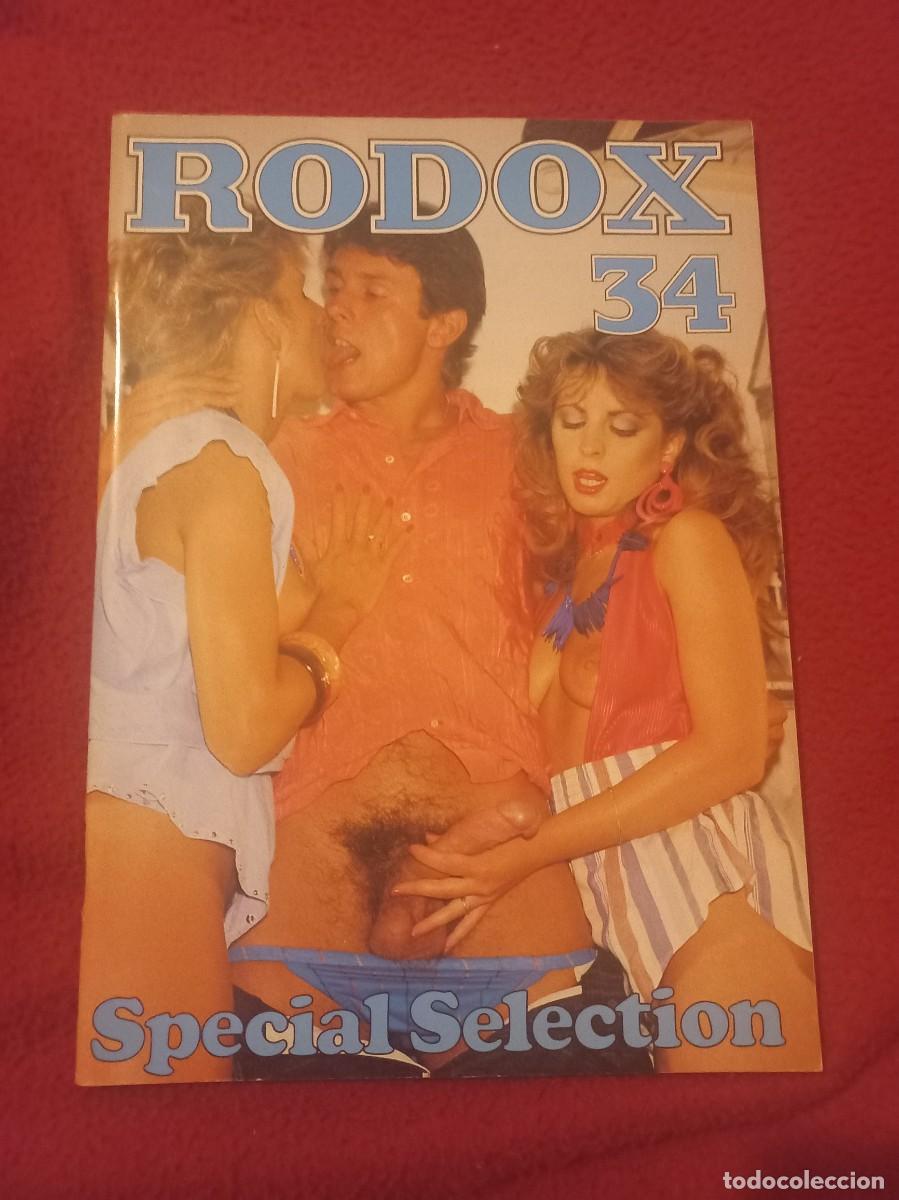 RODOX
34
Special Selection
todocoleccion